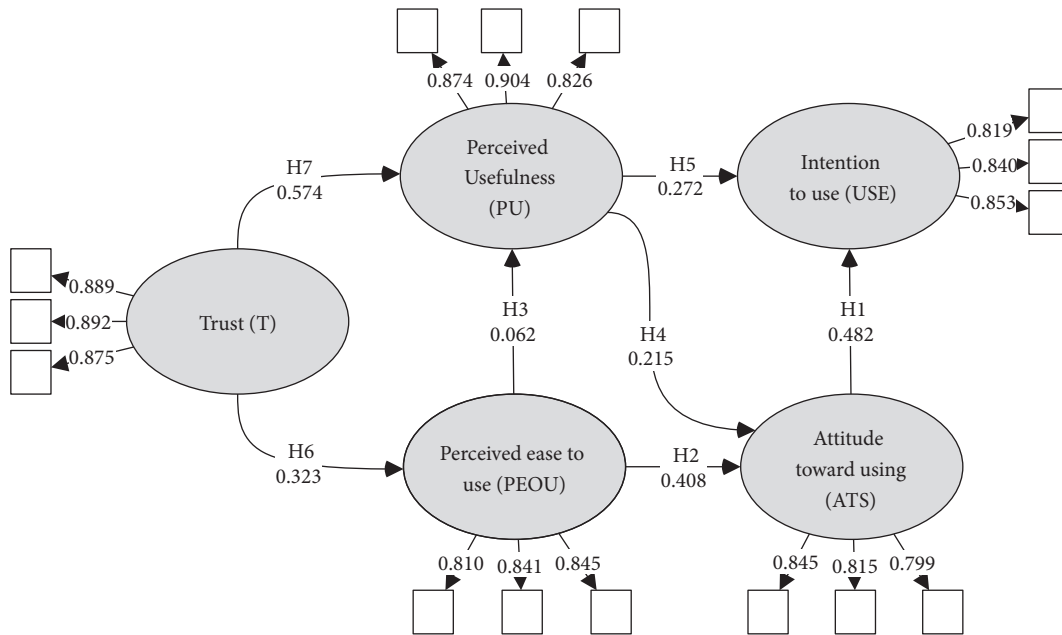 0.874
0.904
0.826
Perceived
Usefulness
(PU)
H7
0.574
H5
0.272
Intention
to use (USE)
0.819
0.840
0.853
0.889
0.892
0.875
Trust (T)
H3
0.062
H4
0.215
H1
0.482
H6
0.323
Perceived ease to
use (PEOU)
H2
0.408
Attitude
toward using
(ATS)
0.810
0.841
0.845
0.845
0.815
0.799